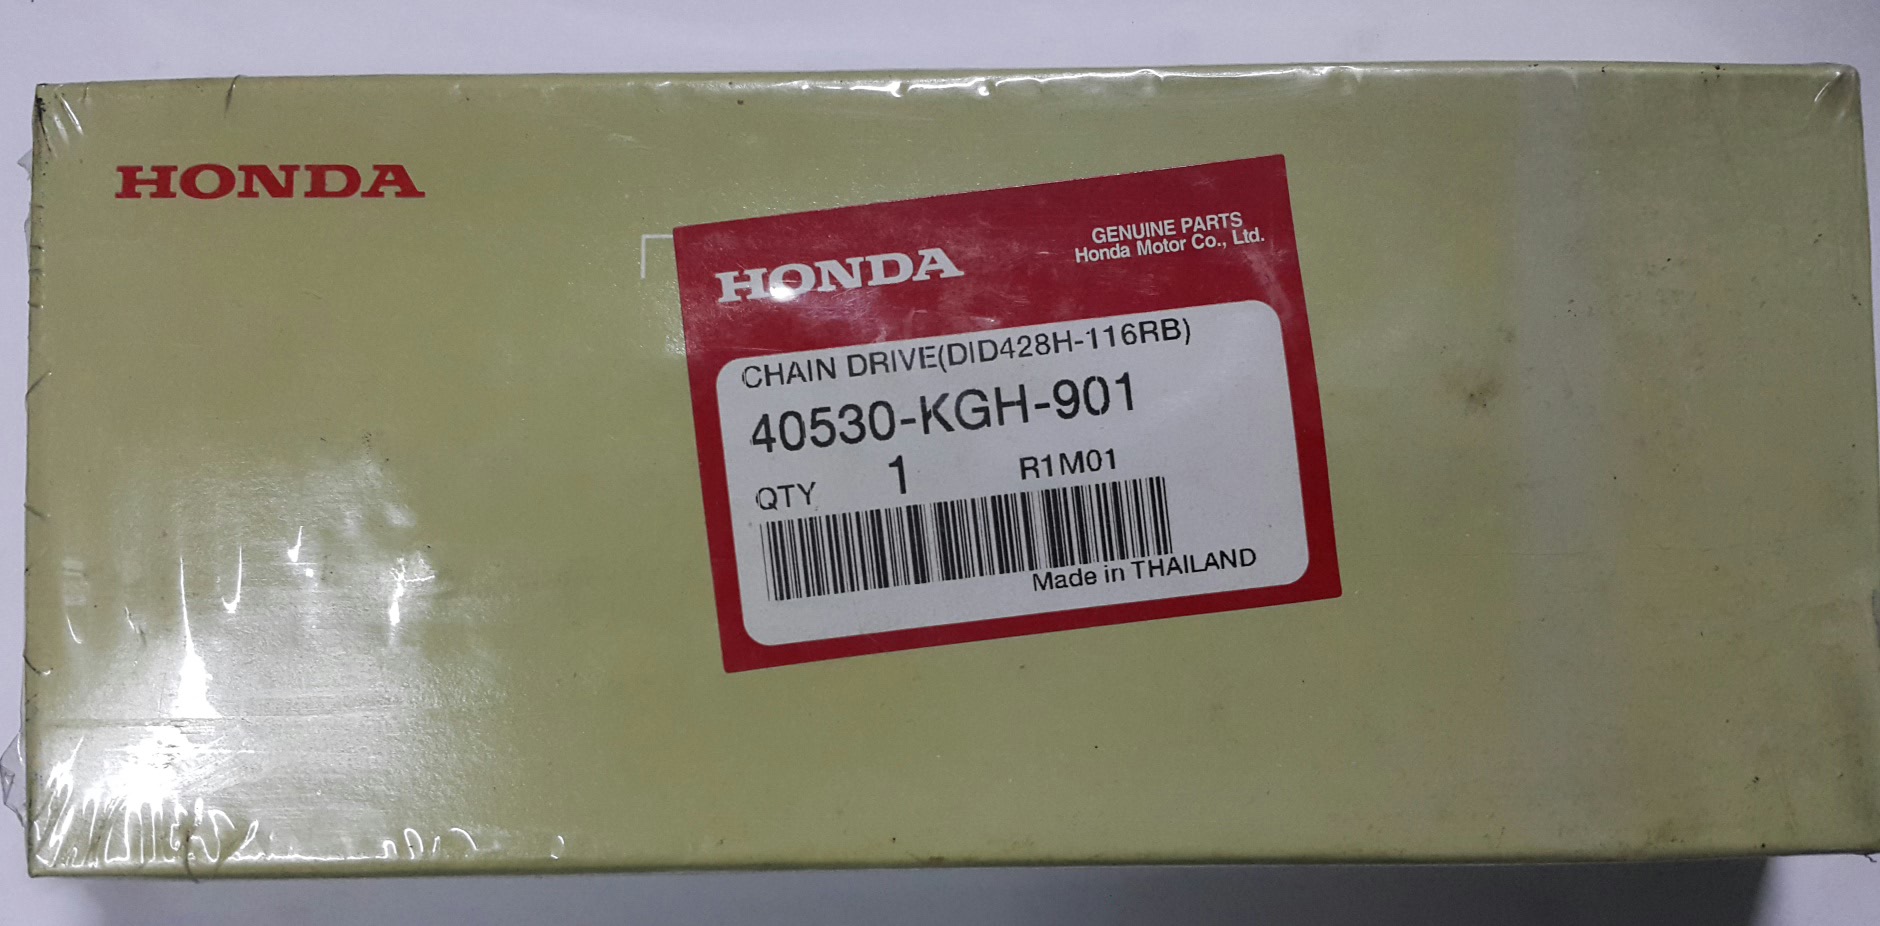 HONDA
HONDA
GENUINE PARTS
Honda Motor Co., Ltd.
CHAIN DRIVE(DID428H-116RB)
40530-KGH-901
QTY 1 R1M01
Made in THAILAND